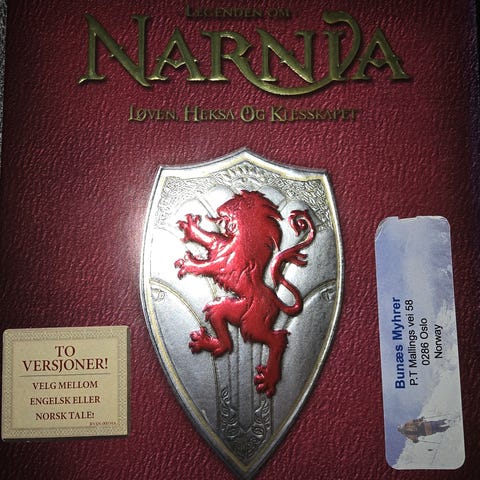 LEGENDEN OM
NARNIA
LØVEN, HEKSA OG KLESSKAPET
TO
VERSJONER!
VELG MELLOM
ENGELSK ELLER
NORSK TALE!
Bunæs Myhrer
P.T Mallings vei 58
0286 Oslo
Norway